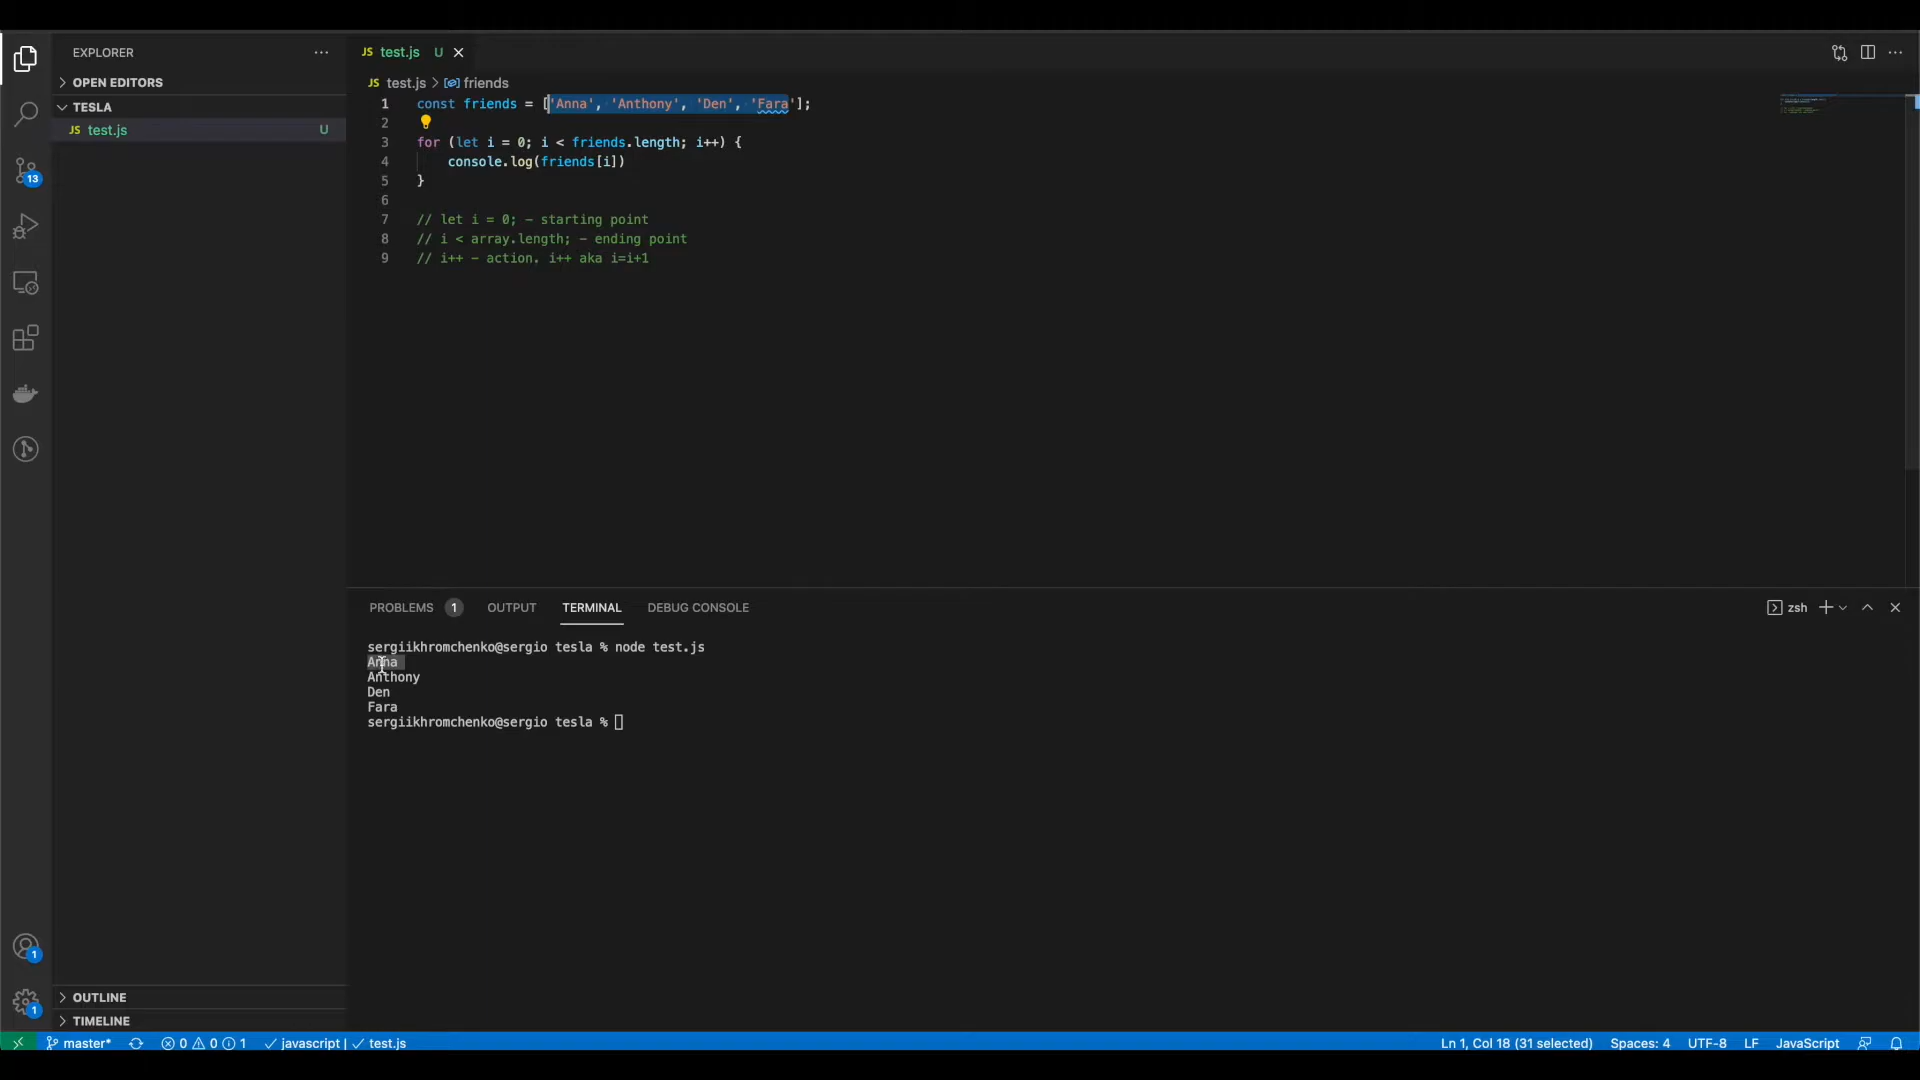 EXPLORER
OPEN EDITORS
TESLA
JS test.js U
13
1
1
OUTLINE
TIMELINE
JS test.js U
JS test.js > friends
1 const friends = ['Anna', 'Anthony', 'Den', 'Fara'];
2
3 for (let i = 0; i < friends.length; i++) {
4 console.log(friends[i])
5 }
6
7 // let i = 0; - starting point
8 // i < array.length; - ending point
9 // i++ - action. i++ aka i=i+1
PROBLEMS 1 OUTPUT TERMINAL DEBUG CONSOLE zsh
sergiikhromchenko@sergio tesla % node test.js
Anna
Anthony
Den
Fara
sergiikhromchenko@sergio tesla %
master* 0 0 1 javascript | test.js Ln 1, Col 18 (31 selected) Spaces: 4 UTF-8 LF JavaScript